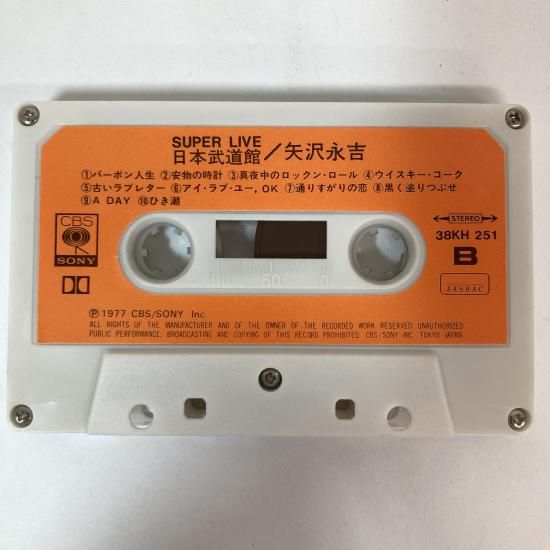 SUPER LIVE
日本武道館／矢沢永吉
①バーボン人生 ②安物の時計 ③真夜中のロックン・ロール ④ウイスキー・コーク
⑤古いラブレター ⑥アイ・ラブ・ユー, OK ⑦通りすがりの恋 ⑧黒く塗りつぶせ
⑨A DAY ⑩ひき潮
CBS
SONY
STEREO
38KH 251
B
JASRAC
100 50 0
Ⓟ1977 CBS/SONY Inc
ALL RIGHTS OF THE MANUFACTURER AND OF THE OWNER OF THE RECORDED WORK RESERVED UNAUTHORIZED
PUBLIC PERFORMANCE, BROADCASTING AND COPYING OF THIS RECORD PROHIBITED CBS/SONY INC. TOKYO JAPAN